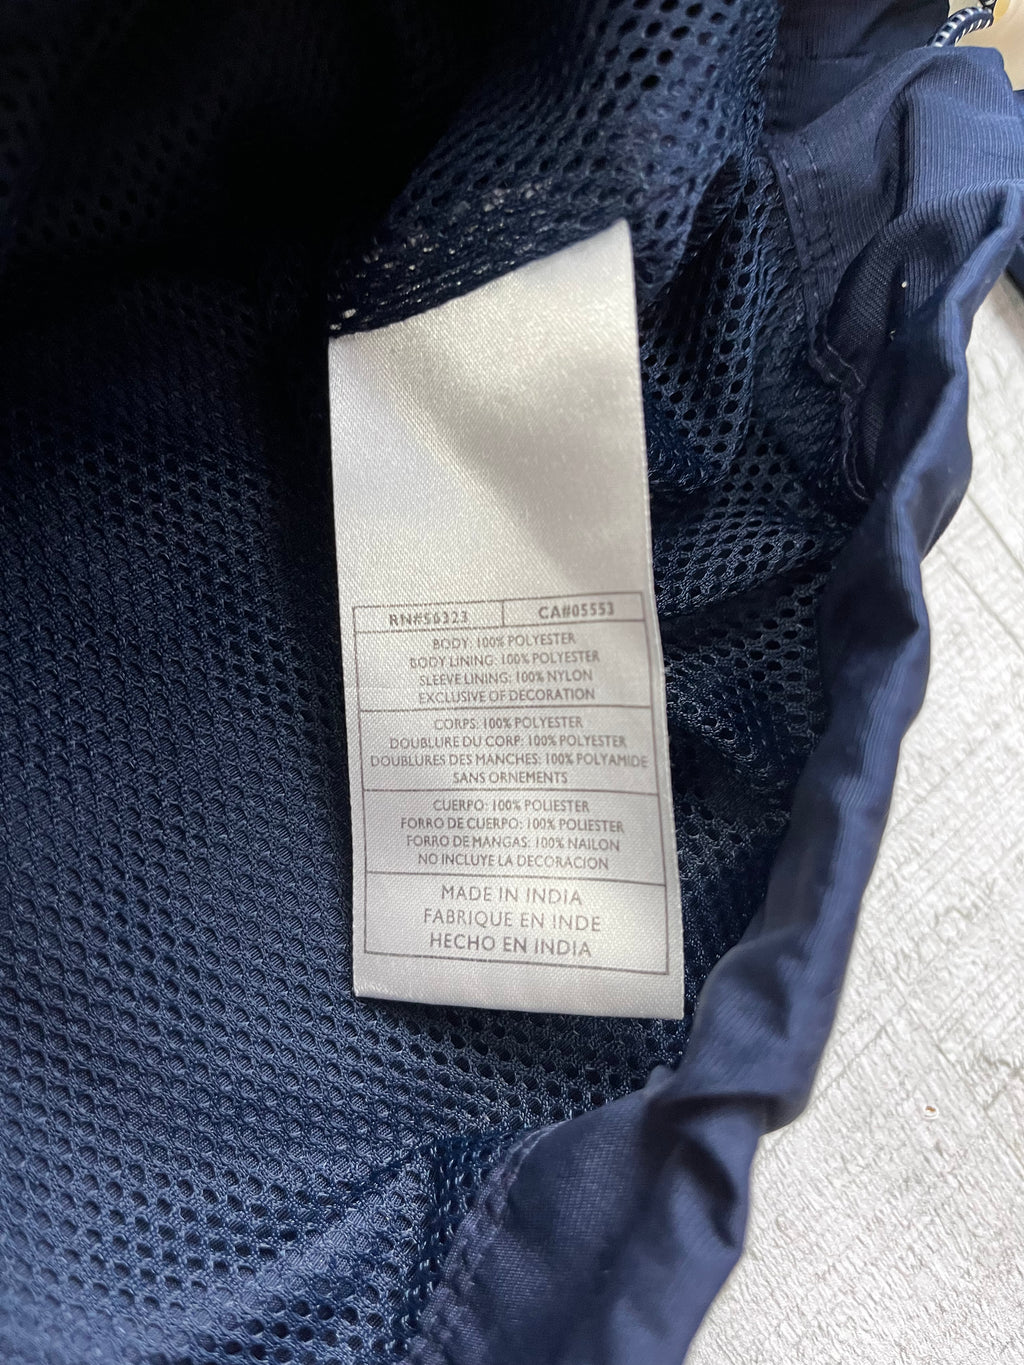 RN#56323 CA#05553
BODY: 100% POLYESTER
BODY LINING: 100% POLYESTER
SLEEVE LINING: 100% NYLON
EXCLUSIVE OF DECORATION
CORPS: 100% POLYESTER
DOUBLURE DU CORP: 100% POLYESTER
DOUBLURES DES MANCHES: 100% POLYAMIDE
SANS ORNEMENTS
CUERPO: 100% POLIESTER
FORRO DE CUERPO: 100% POLIESTER
FORRO DE MANGAS: 100% NAILON
NO INCLUYE LA DECORACION
MADE IN INDIA
FABRIQUE EN INDE
HECHO EN INDIA